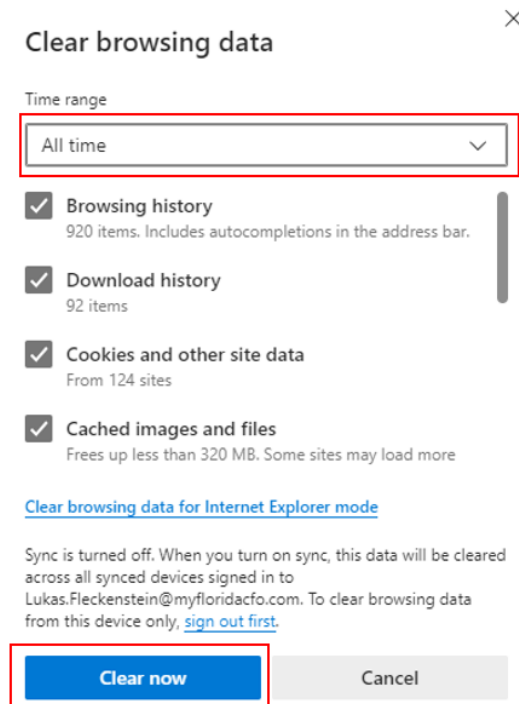 Clear browsing data
Time range
All time
Browsing history
920 items. Includes autocompletions in the address bar.
Download history
92 items
Cookies and other site data
From 124 sites
Cached images and files
Frees up less than 320 MB. Some sites may load more
Clear browsing data for Internet Explorer mode
Sync is turned off. When you turn on sync, this data will be cleared
across all synced devices signed in to
Lukas.Fleckenstein@myfloridacfo.com. To clear browsing data
from this device only, sign out first.
Clear now
Cancel